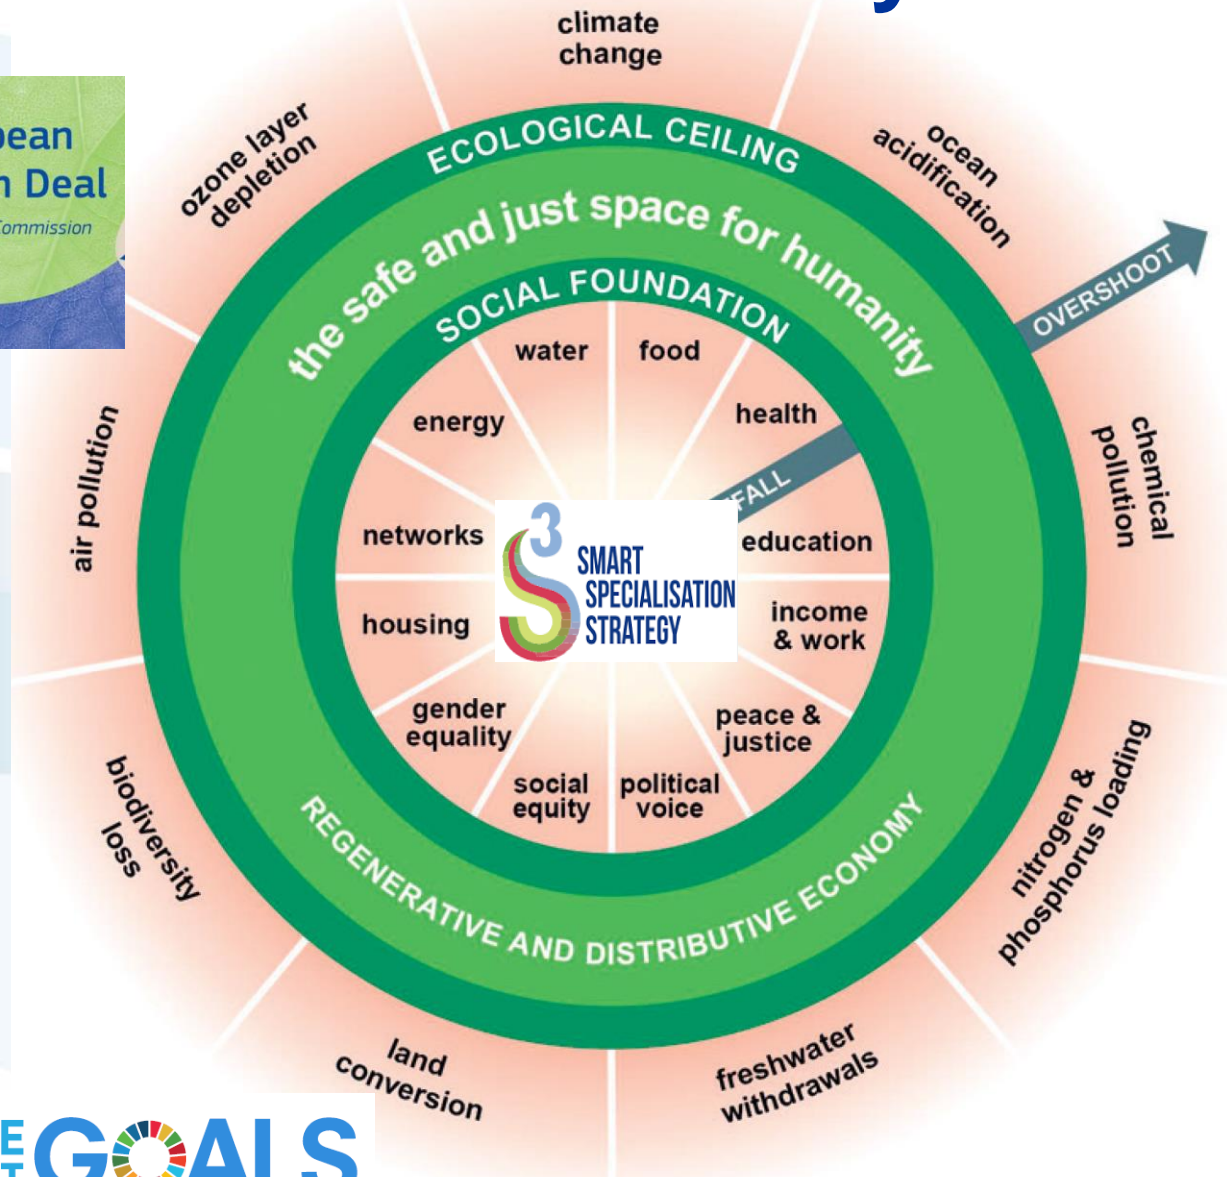 climate
change
ozone layer
depletion
ocean
acidification
Deal
ECOLOGICAL CEILING
the safe and just space for humanity
SOCIAL FOUNDATION
OVERSHOOT
water
food
energy
health
air pollution
chemical
pollution
networks
education
3
SMART
SPECIALISATION
STRATEGY
housing
income
& work
gender
equality
peace &
justice
social
equity
political
voice
biodiversity
loss
nitrogen &
phosphorus loading
REGENERATIVE AND DISTRIBUTIVE ECONOMY
land
conversion
freshwater
withdrawals
GOALS